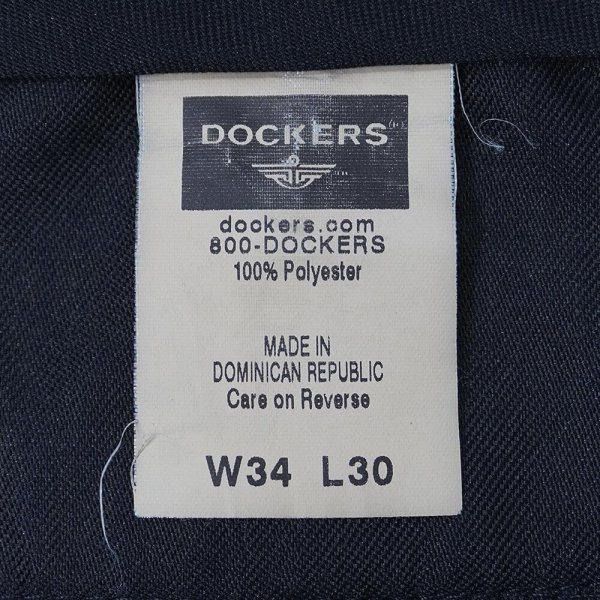 DOCKERS
dockers.com
800-DOCKERS
100% Polyester
MADE IN
DOMINICAN REPUBLIC
Care on Reverse
W34 L30